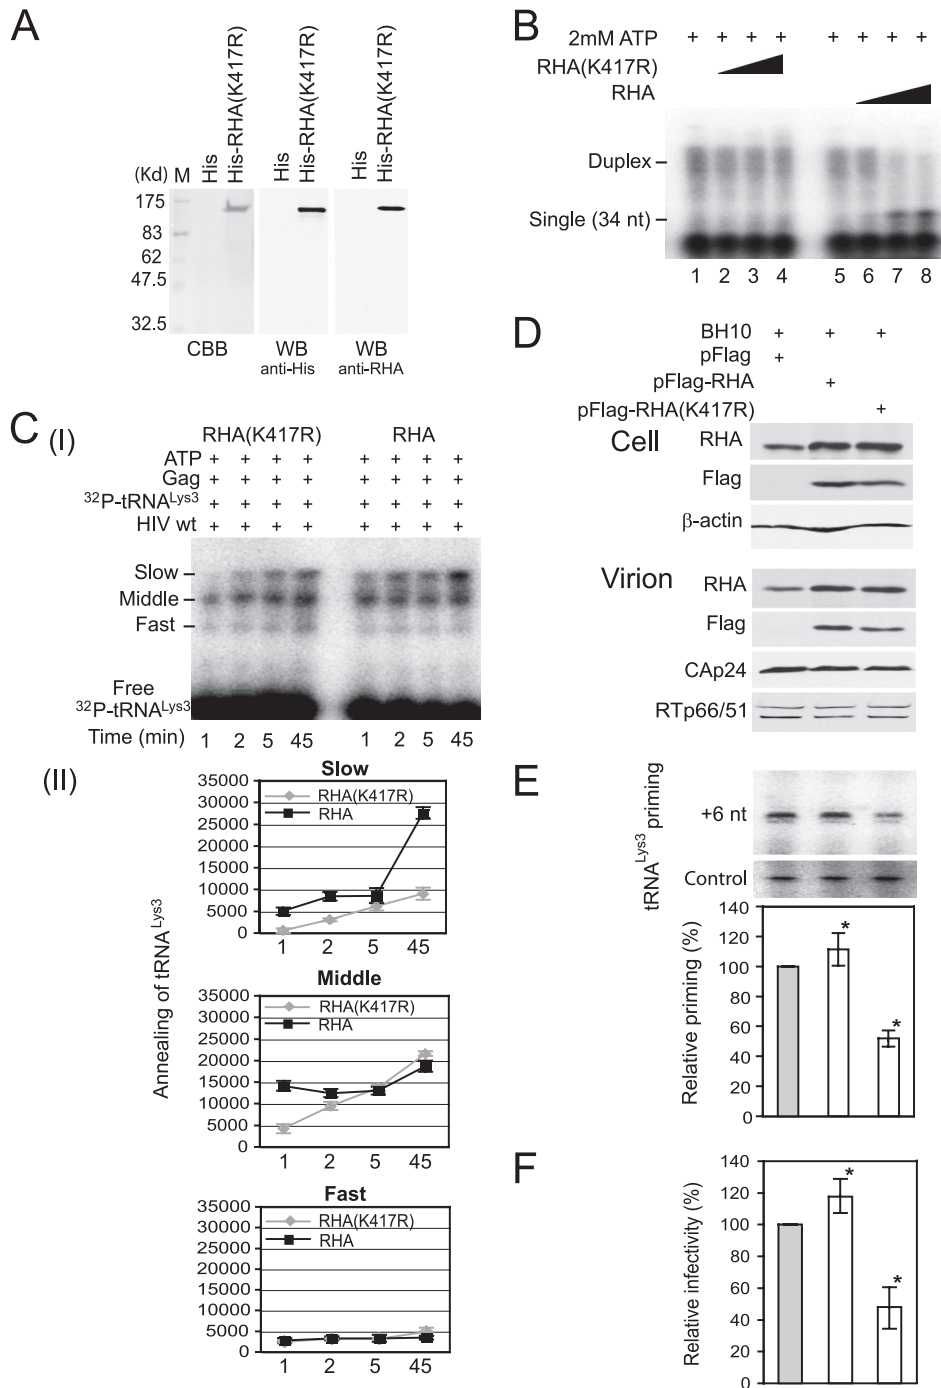 A
(Kd)
M
His
His-RHA(K417R)
His
His-RHA(K417R)
His
His-RHA(K417R)
175
83
62
47.5
32.5
CBB
WB
anti-His
WB
anti-RHA
B
2mM ATP + + + + + + + +
RHA(K417R)
RHA
Duplex
Single (34 nt)
1 2 3 4 5 6 7 8
C (I)
RHA(K417R) RHA
ATP + + + + + + + +
Gag + + + + + + + +
32P-tRNALys3 + + + + + + + +
HIV wt + + + + + + + +
Slow
Middle
Fast
Free
32P-tRNALys3
Time (min) 1 2 5 45 1 2 5 45
(II)
Annealing of tRNALys3
Slow
35000
30000
25000
20000
15000
10000
5000
0
RHA(K417R)
RHA
1 2 5 45
Middle
35000
30000
25000
20000
15000
10000
5000
0
RHA(K417R)
RHA
1 2 5 45
Fast
35000
30000
25000
20000
15000
10000
5000
0
RHA(K417R)
RHA
1 2 5 45
D
BH10 + + +
pFlag +
pFlag-RHA +
pFlag-RHA(K417R) +
Cell
RHA
Flag
β-actin
Virion
RHA
Flag
CAp24
RTp66/51
E
tRNALys3 priming
+6 nt
Control
Relative priming (%)
140
120
100
80
60
40
20
0
*
*
F
Relative infectivity (%)
140
120
100
80
60
40
20
0
*
*